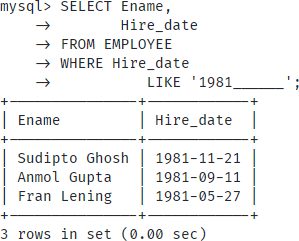 mysql> SELECT Ename,
    ->        Hire_date
    -> FROM EMPLOYEE
    -> WHERE Hire_date
    ->           LIKE '1981______';
+---------------+------------+
| Ename         | Hire_date  |
+---------------+------------+
| Sudipto Ghosh | 1981-11-21 |
| Anmol Gupta   | 1981-09-11 |
| Fran Lening   | 1981-05-27 |
+---------------+------------+
3 rows in set (0.00 sec)